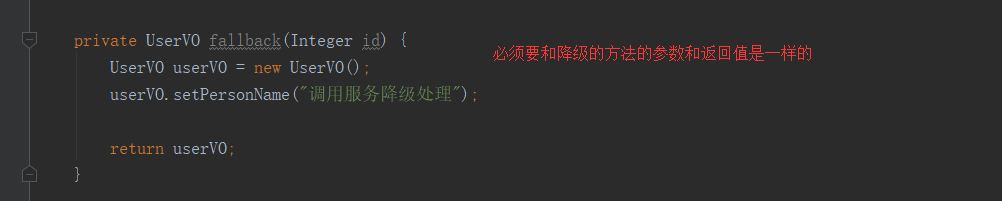 private UserVO fallback(Integer id) {
必须要和降级的方法的参数和返回值是一样的
UserVO userVO = new UserVO();
userVO.setPersonName("调用服务降级处理");
return userVO;
}